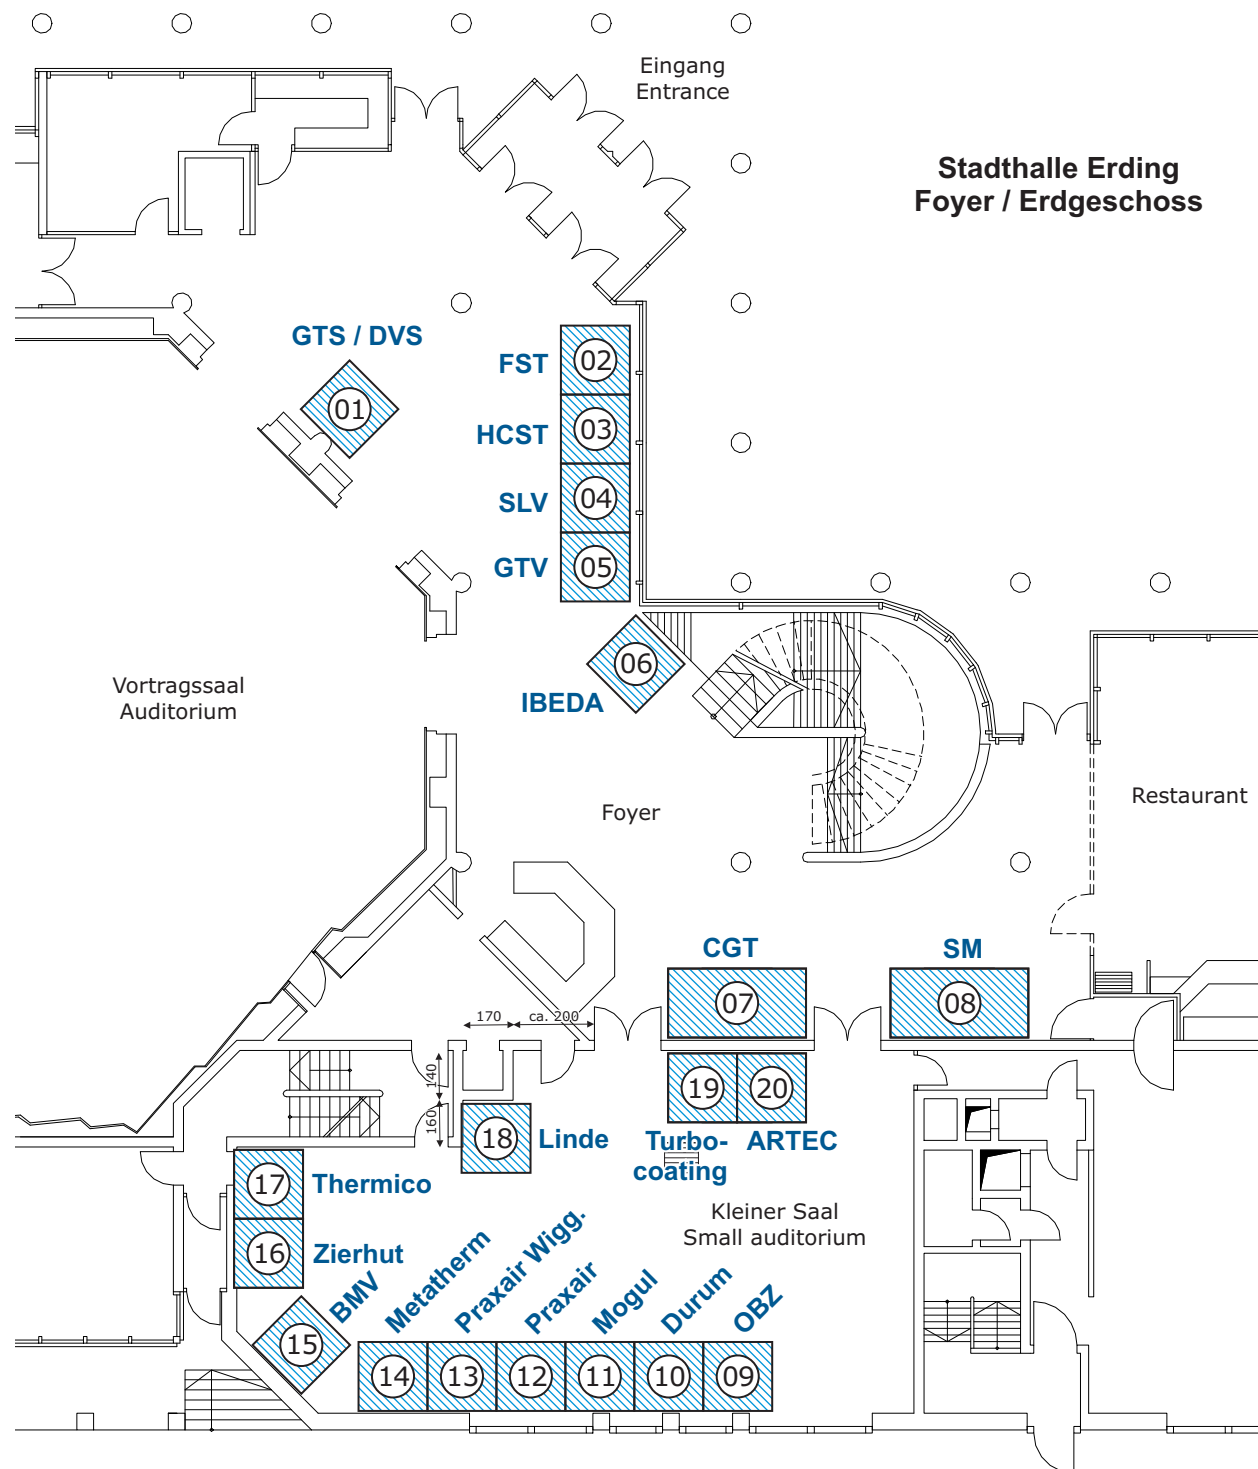 Eingang
Entrance
Stadthalle Erding
Foyer / Erdgeschoss
GTS / DVS
01
FST
02
HCST
03
SLV
04
GTV
05
06
IBEDA
Vortragssaal
Auditorium
Foyer
Restaurant
CGT
07
SM
08
170
ca. 200
140
160
18
Linde
19
20
Turbo-
coating
ARTEC
17
Thermico
16
Zierhut
Kleiner Saal
Small auditorium
BMV
15
Metatherm
14
Praxair Wigg.
13
Praxair
12
Mogul
11
Durum
10
OBZ
09